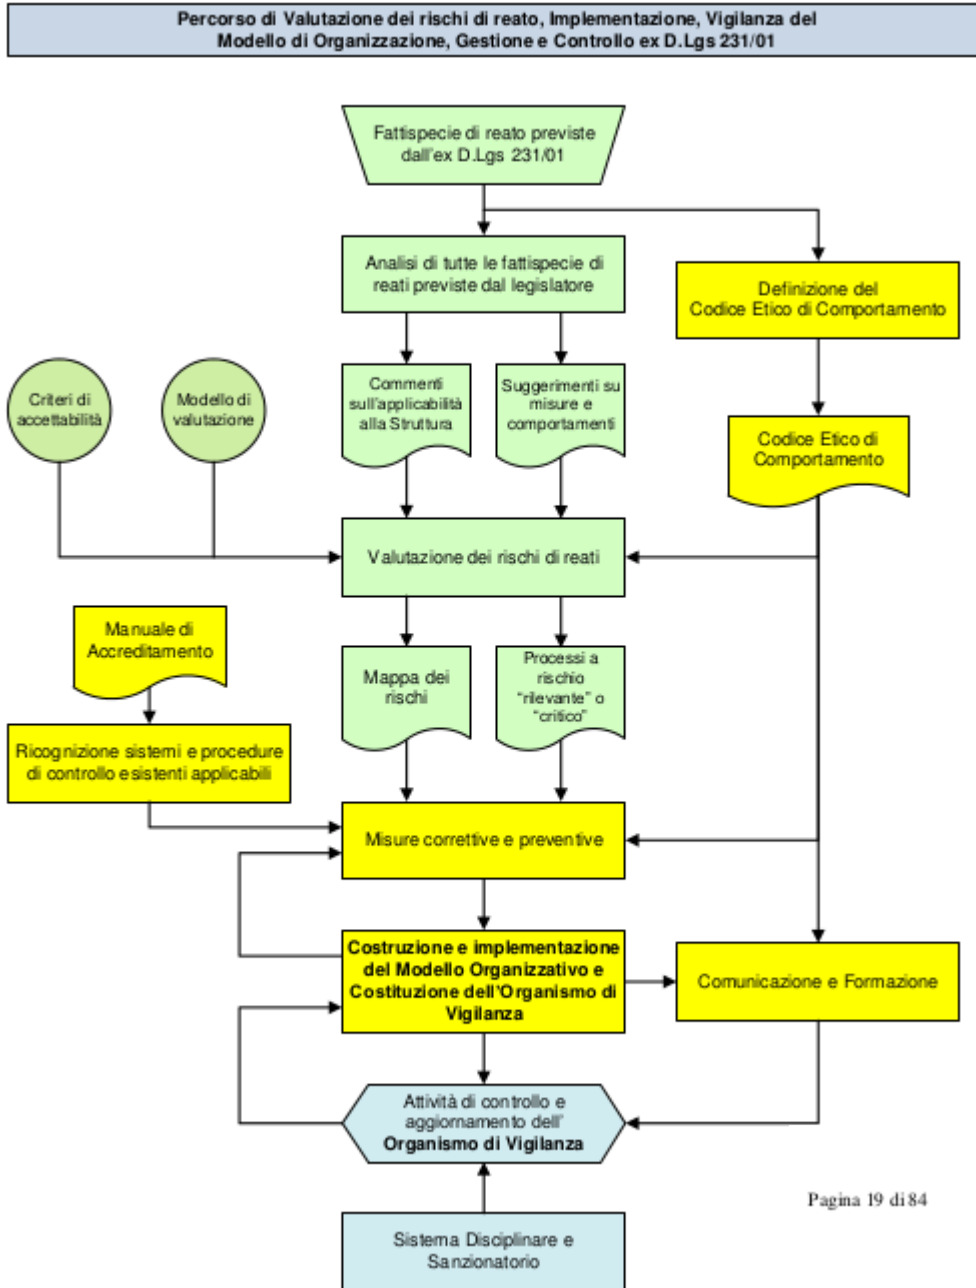 Percorso di Valutazione dei rischi di reato, Implementazione, Vigilanza del
Modello di Organizzazione, Gestione e Controllo ex D.Lgs 231/01
Fattispecie di reato previste
dall'ex D.Lgs 231/01
Analisi di tutte le fattispecie di
reati previste dal legislatore
Definizione del
Codice Etico di Comportamento
Criteri di
accettabilità
Modello di
valutazione
Commenti
sull'applicabilità
alla Struttura
Suggerimenti su
misure e
comportamenti
Codice Etico di
Comportamento
Valutazione dei rischi di reati
Manuale di
Accreditamento
Mappa dei
rischi
Processi a
rischio
"rilevante" o
"critico"
Ricognizione sistemi e procedure
di controllo esistenti applicabili
Misure correttive e preventive
Costruzione e implementazione
del Modello Organizzativo e
Costituzione dell'Organismo di
Vigilanza
Comunicazione e Formazione
Attività di controllo e
aggiornamento dell'
Organismo di Vigilanza
Pagina 19 di 84
Sistema Disciplinare e
Sanzionatorio